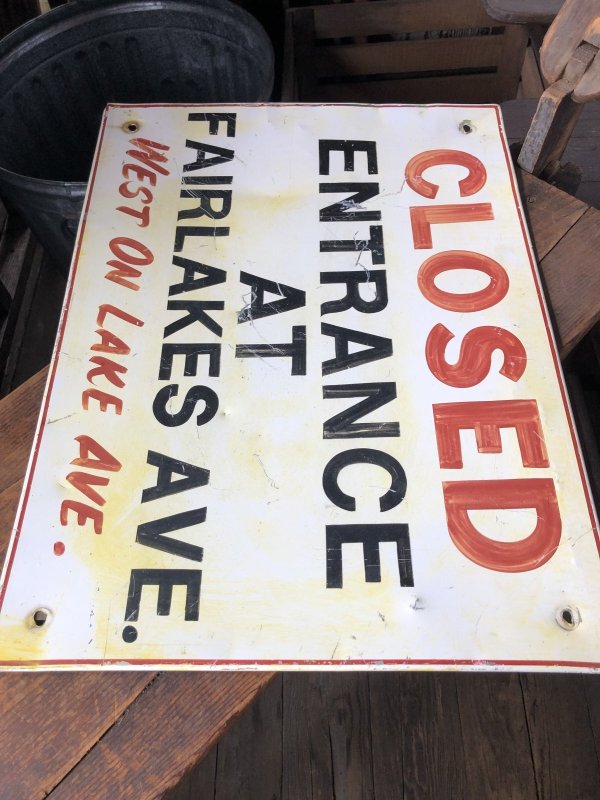 CLOSED
ENTRANCE
AT
FAIRLAKES AVE.
WEST ON LAKE AVE.